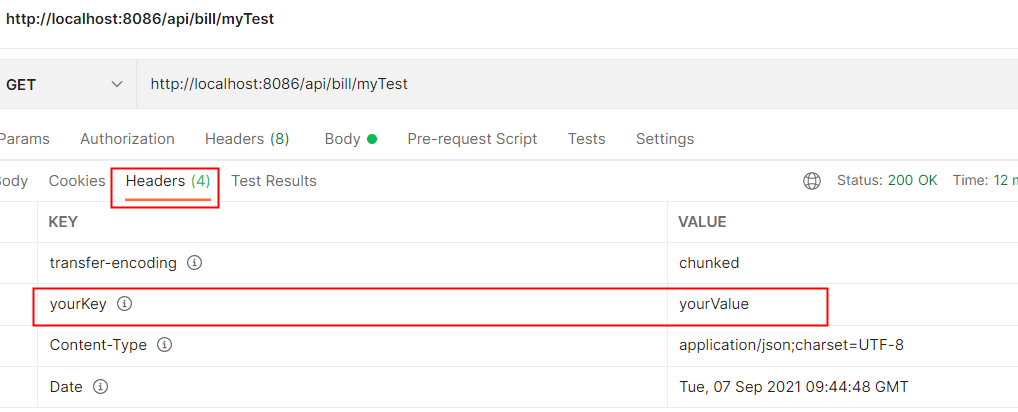 http://localhost:8086/api/bill/myTest
GET http://localhost:8086/api/bill/myTest
Params Authorization Headers (8) Body Pre-request Script Tests Settings
Body Cookies Headers (4) Test Results Status: 200 OK Time: 12 m
KEY VALUE
transfer-encoding chunked
yourKey yourValue
Content-Type application/json;charset=UTF-8
Date Tue, 07 Sep 2021 09:44:48 GMT